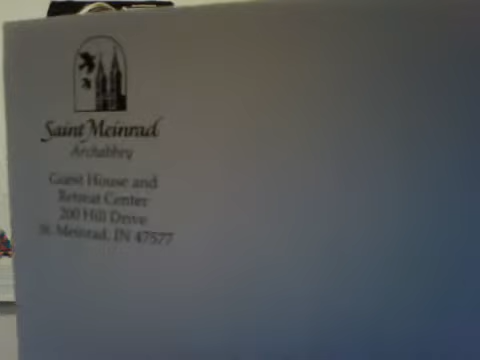 Saint Meinrad
Archabbey
Guest House and
Retreat Center
200 Hill Drive
St. Meinrad, IN 47577